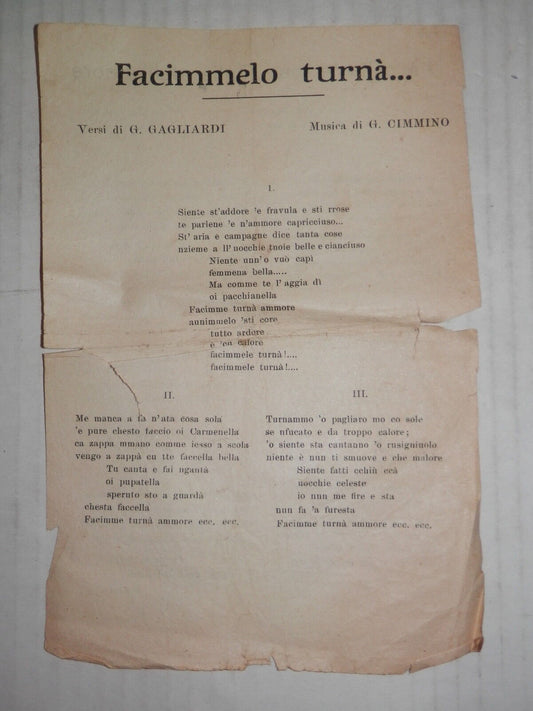 Facimmelo turnà...
Versi di G. GAGLIARDI
Musica di G. CIMMINO
I.
Siente st'addore 'e fravula e sti rrose
te parlene 'e n'ammore capricciuso...
St' aria e campagne dice tanta cose
nzieme a ll' uocchie tuoie belle e cianciuso
Niente unn'o vuò capì
femmena bella.....
Ma comme te l' aggia dì
oi pacchianella
Facimme turnà ammore
aunimmelo 'sti core
tutto ardore
e 'cu calore
facimmele turnà!....
facimmele turnà!....
II.
Me manca a fa n'ata cosa sola
'e pure chesto faccio oi Carmenella
ca zappa mmano comme iesso a scola
vengo a zappà cu tte faccella bella
Tu canta e fai ngantà
oi pupatella
speruto sto a guardà
chesta faccella
Facimme turnà ammore ecc. ecc.
III.
Turnammo 'o pagliaro mo co sole
se nfucato e da troppo calore;
'o siente sta cantanno 'o rusignuolo
niente è nun ti smuove e che malore
Siente fatti cchiù ccà
uocchie celeste
io nun me fire e sta
nun fa 'a furesta
Facimme turnà ammore ecc. ecc.